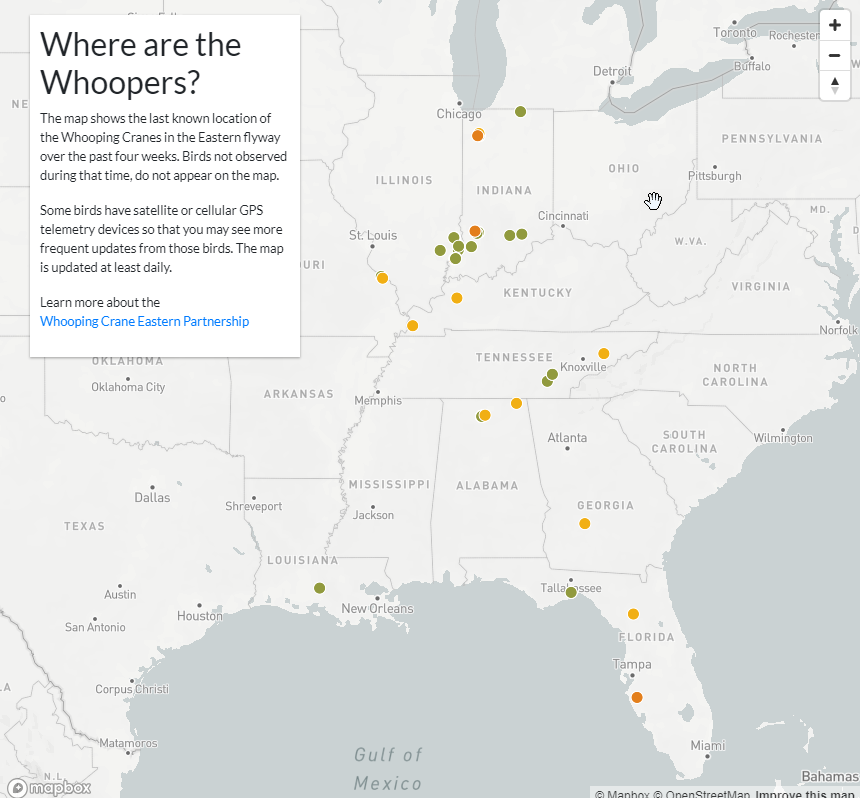 Where are the
Whoopers?
The map shows the last known location of
the Whooping Cranes in the Eastern flyway
over the past four weeks. Birds not observed
during that time, do not appear on the map.
Some birds have satellite or cellular GPS
telemetry devices so that you may see more
frequent updates from those birds. The map
is updated at least daily.
Learn more about the
Whooping Crane Eastern Partnership
Toronto
Rochester
Buffalo
Detroit
Chicago
PENNSYLVANIA
Pittsburgh
OHIO
ILLINOIS
INDIANA
MD.
Cincinnati
St. Louis
W.VA.
VIRGINIA
KENTUCKY
Norfolk
TENNESSEE
Knoxville
NORTH
CAROLINA
OKLAHOMA
Oklahoma City
ARKANSAS
Memphis
SOUTH
CAROLINA
Wilmington
Atlanta
MISSISSIPPI
ALABAMA
GEORGIA
Dallas
Shreveport
Jackson
TEXAS
LOUISIANA
Austin
Houston
New Orleans
Tallahassee
San Antonio
FLORIDA
Tampa
Corpus Christi
Matamoros
Miami
Gulf of
Mexico
Bahamas
N.L.
mapbox
© Mapbox © OpenStreetMap Improve this map